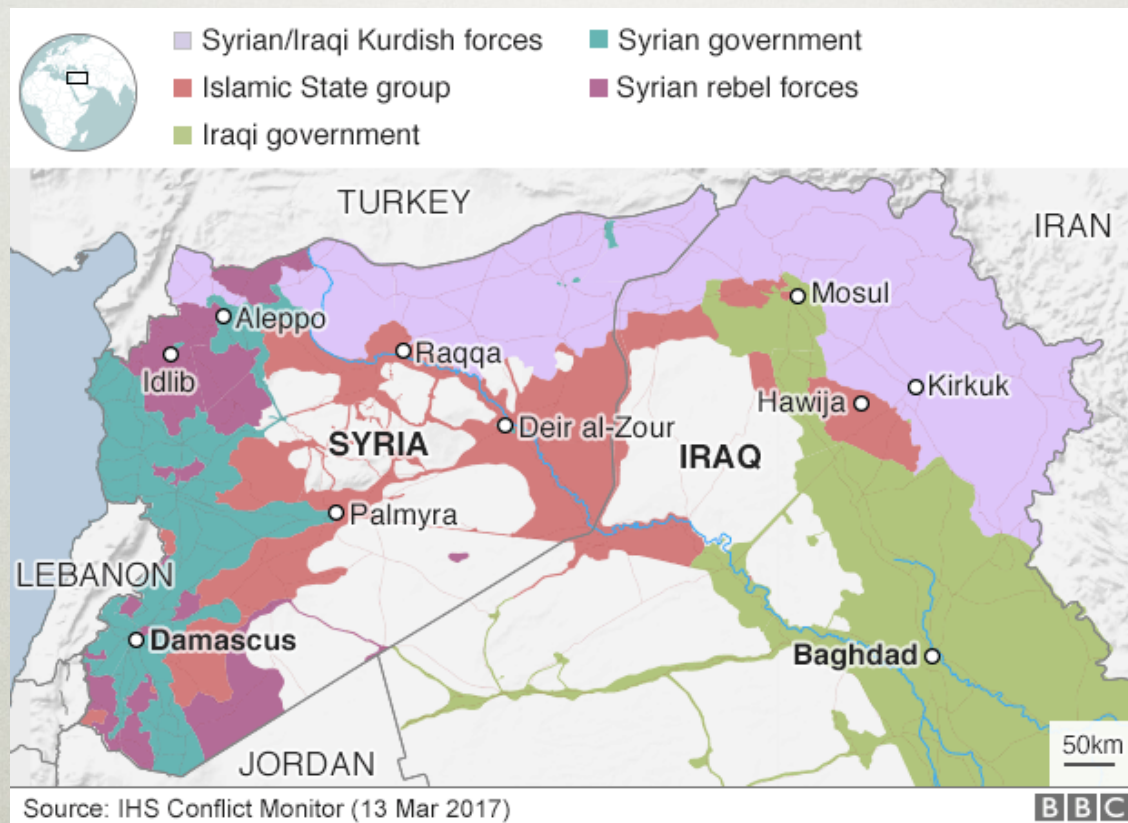 Syrian/Iraqi Kurdish forces
Syrian government
Islamic State group
Syrian rebel forces
Iraqi government
TURKEY
IRAN
Mosul
Aleppo
Raqqa
Idlib
Kirkuk
Hawija
Deir al-Zour
SYRIA
IRAQ
Palmyra
LEBANON
Damascus
Baghdad
50km
JORDAN
Source: IHS Conflict Monitor (13 Mar 2017)
BBC